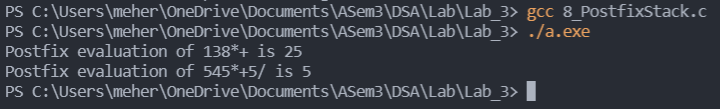 PS C:\Users\meher\OneDrive\Documents\ASem3\DSA\Lab\Lab_3> gcc 8_PostfixStack.c
PS C:\Users\meher\OneDrive\Documents\ASem3\DSA\Lab\Lab_3> ./a.exe
Postfix evaluation of 138*+ is 25
Postfix evaluation of 545*+5/ is 5
PS C:\Users\meher\OneDrive\Documents\ASem3\DSA\Lab\Lab_3>